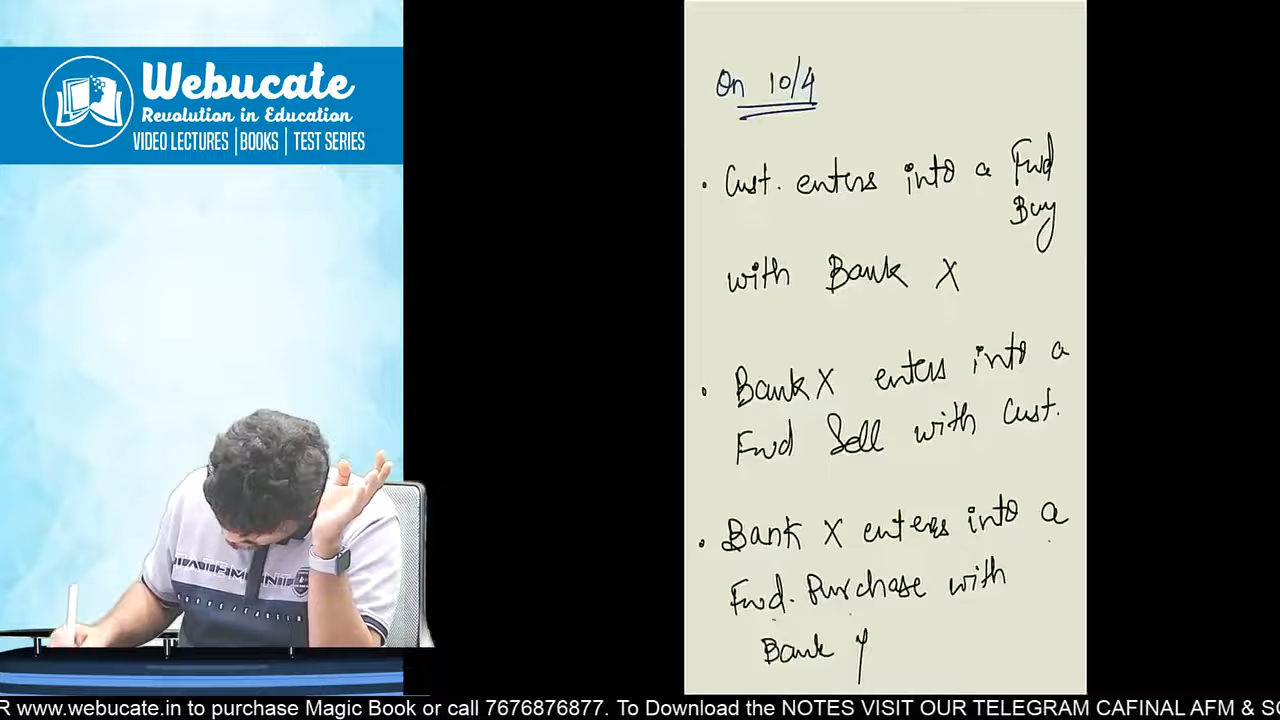 Webucate
Revolution in Education
VIDEO LECTURES | BOOKS | TEST SERIES
On 10/4
• Cust. enters into a Fwd
Buy
with Bank X
• Bank X enters into a
Fwd Sell with Cust.
• Bank X enters into a
Fwd. Purchase with
Bank Y
R www.webucate.in to purchase Magic Book or call 7676876877. To Download the NOTES VISIT OUR TELEGRAM CAFINAL AFM & S